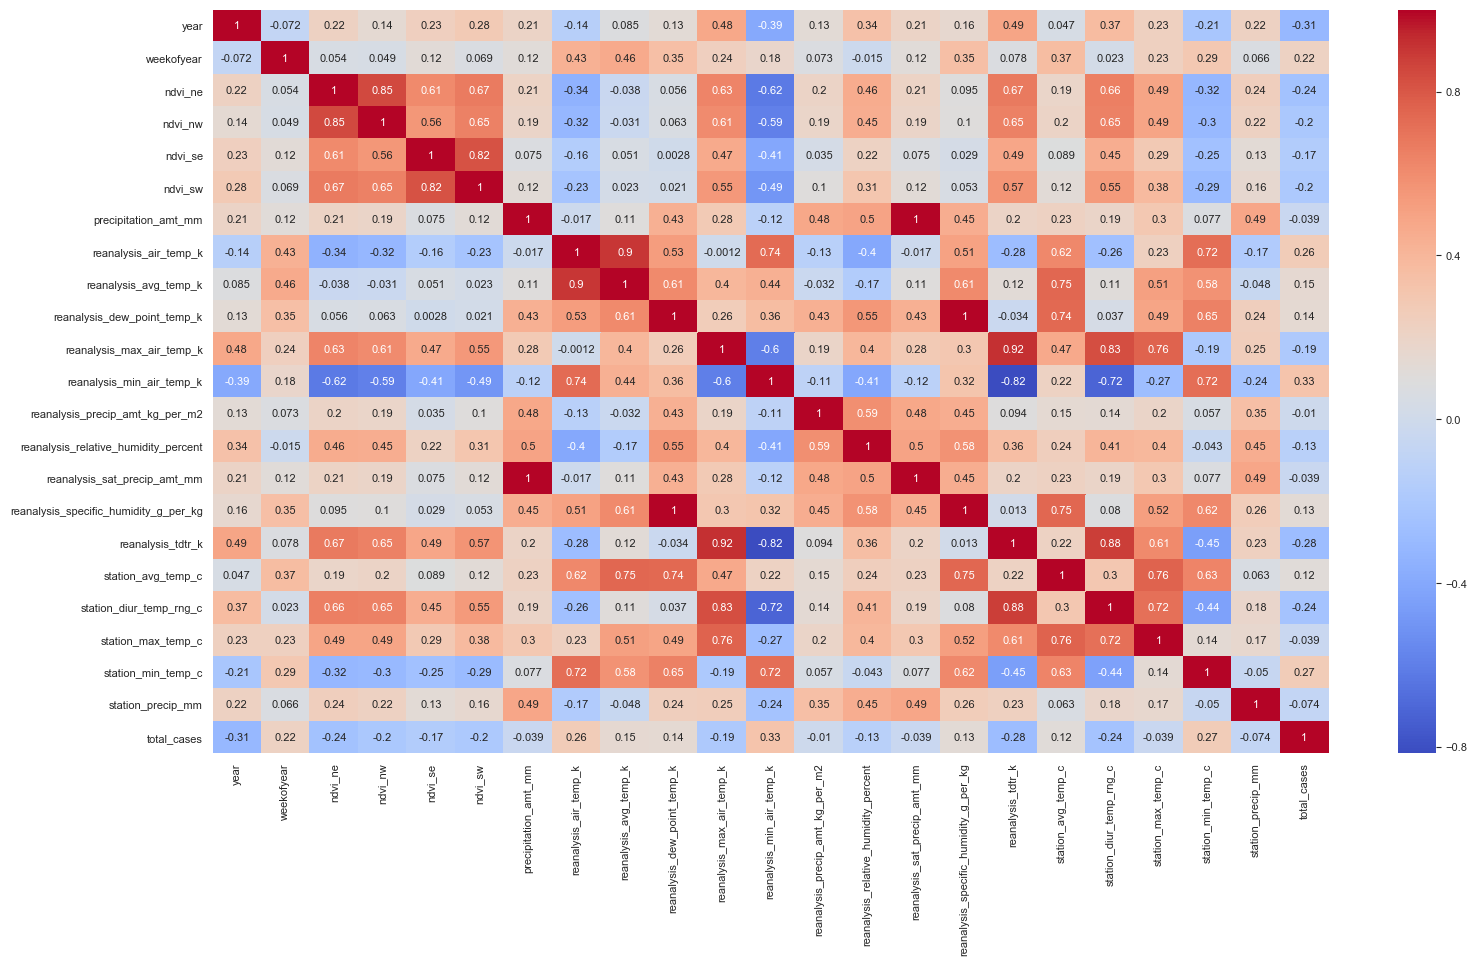 year 1 -0.072 0.22 0.14 0.23 0.28 0.21 -0.14 0.085 0.13 0.48 -0.39 0.13 0.34 0.21 0.16 0.49 0.047 0.37 0.23 -0.21 0.22 -0.31
weekofyear -0.072 1 0.054 0.049 0.12 0.069 0.12 0.43 0.46 0.35 0.24 0.18 0.073 -0.015 0.12 0.35 0.078 0.37 0.023 0.23 0.29 0.066 0.22
ndvi_ne 0.22 0.054 1 0.85 0.61 0.67 0.21 -0.34 -0.038 0.056 0.63 -0.62 0.2 0.46 0.21 0.095 0.67 0.19 0.66 0.49 -0.32 0.24 -0.24
ndvi_nw 0.14 0.049 0.85 1 0.56 0.65 0.19 -0.32 -0.031 0.063 0.61 -0.59 0.19 0.45 0.19 0.1 0.65 0.2 0.65 0.49 -0.3 0.22 -0.2
ndvi_se 0.23 0.12 0.61 0.56 1 0.82 0.075 -0.16 0.051 0.0028 0.47 -0.41 0.035 0.22 0.075 0.029 0.49 0.089 0.45 0.29 -0.25 0.13 -0.17
ndvi_sw 0.28 0.069 0.67 0.65 0.82 1 0.12 -0.23 0.023 0.021 0.55 -0.49 0.1 0.31 0.12 0.053 0.57 0.12 0.55 0.38 -0.29 0.16 -0.2
precipitation_amt_mm 0.21 0.12 0.21 0.19 0.075 0.12 1 -0.017 0.11 0.43 0.28 -0.12 0.48 0.5 1 0.45 0.2 0.23 0.19 0.3 0.077 0.49 -0.039
reanalysis_air_temp_k -0.14 0.43 -0.34 -0.32 -0.16 -0.23 -0.017 1 0.9 0.53 -0.0012 0.74 -0.13 -0.4 -0.017 0.51 -0.28 0.62 -0.26 0.23 0.72 -0.17 0.26
reanalysis_avg_temp_k 0.085 0.46 -0.038 -0.031 0.051 0.023 0.11 0.9 1 0.61 0.4 0.44 -0.032 -0.17 0.11 0.61 0.12 0.75 0.11 0.51 0.58 -0.048 0.15
reanalysis_dew_point_temp_k 0.13 0.35 0.056 0.063 0.0028 0.021 0.43 0.53 0.61 1 0.26 0.36 0.43 0.55 0.43 1 -0.034 0.74 0.037 0.49 0.65 0.24 0.14
reanalysis_max_air_temp_k 0.48 0.24 0.63 0.61 0.47 0.55 0.28 -0.0012 0.4 0.26 1 -0.6 0.19 0.4 0.28 0.3 0.92 0.47 0.83 0.76 -0.19 0.25 -0.19
reanalysis_min_air_temp_k -0.39 0.18 -0.62 -0.59 -0.41 -0.49 -0.12 0.74 0.44 0.36 -0.6 1 -0.11 -0.41 -0.12 0.32 -0.82 0.22 -0.72 -0.27 0.72 -0.24 0.33
reanalysis_precip_amt_kg_per_m2 0.13 0.073 0.2 0.19 0.035 0.1 0.48 -0.13 -0.032 0.43 0.19 -0.11 1 0.59 0.48 0.45 0.094 0.15 0.14 0.2 0.057 0.35 -0.01
reanalysis_relative_humidity_percent 0.34 -0.015 0.46 0.45 0.22 0.31 0.5 -0.4 -0.17 0.55 0.4 -0.41 0.59 1 0.5 0.58 0.36 0.24 0.41 0.4 -0.043 0.45 -0.13
reanalysis_sat_precip_amt_mm 0.21 0.12 0.21 0.19 0.075 0.12 1 -0.017 0.11 0.43 0.28 -0.12 0.48 0.5 1 0.45 0.2 0.23 0.19 0.3 0.077 0.49 -0.039
reanalysis_specific_humidity_g_per_kg 0.16 0.35 0.095 0.1 0.029 0.053 0.45 0.51 0.61 1 0.3 0.32 0.45 0.58 0.45 1 0.013 0.75 0.08 0.52 0.62 0.26 0.13
reanalysis_tdtr_k 0.49 0.078 0.67 0.65 0.49 0.57 0.2 -0.28 0.12 -0.034 0.92 -0.82 0.094 0.36 0.2 0.013 1 0.22 0.88 0.61 -0.45 0.23 -0.28
station_avg_temp_c 0.047 0.37 0.19 0.2 0.089 0.12 0.23 0.62 0.75 0.74 0.47 0.22 0.15 0.24 0.23 0.75 0.22 1 0.3 0.76 0.63 0.063 0.12
station_diur_temp_rng_c 0.37 0.023 0.66 0.65 0.45 0.55 0.19 -0.26 0.11 0.037 0.83 -0.72 0.14 0.41 0.19 0.08 0.88 0.3 1 0.72 -0.44 0.18 -0.24
station_max_temp_c 0.23 0.23 0.49 0.49 0.29 0.38 0.3 0.23 0.51 0.49 0.76 -0.27 0.2 0.4 0.3 0.52 0.61 0.76 0.72 1 0.14 0.17 -0.039
station_min_temp_c -0.21 0.29 -0.32 -0.3 -0.25 -0.29 0.077 0.72 0.58 0.65 -0.19 0.72 0.057 -0.043 0.077 0.62 -0.45 0.63 -0.44 0.14 1 -0.05 0.27
station_precip_mm 0.22 0.066 0.24 0.22 0.13 0.16 0.49 -0.17 -0.048 0.24 0.25 -0.24 0.35 0.45 0.49 0.26 0.23 0.063 0.18 0.17 -0.05 1 -0.074
total_cases -0.31 0.22 -0.24 -0.2 -0.17 -0.2 -0.039 0.26 0.15 0.14 -0.19 0.33 -0.01 -0.13 -0.039 0.13 -0.28 0.12 -0.24 -0.039 0.27 -0.074 1
year
weekofyear
ndvi_ne
ndvi_nw
ndvi_se
ndvi_sw
precipitation_amt_mm
reanalysis_air_temp_k
reanalysis_avg_temp_k
reanalysis_dew_point_temp_k
reanalysis_max_air_temp_k
reanalysis_min_air_temp_k
reanalysis_precip_amt_kg_per_m2
reanalysis_relative_humidity_percent
reanalysis_sat_precip_amt_mm
reanalysis_specific_humidity_g_per_kg
reanalysis_tdtr_k
station_avg_temp_c
station_diur_temp_rng_c
station_max_temp_c
station_min_temp_c
station_precip_mm
total_cases
0.8
0.4
0.0
-0.4
-0.8